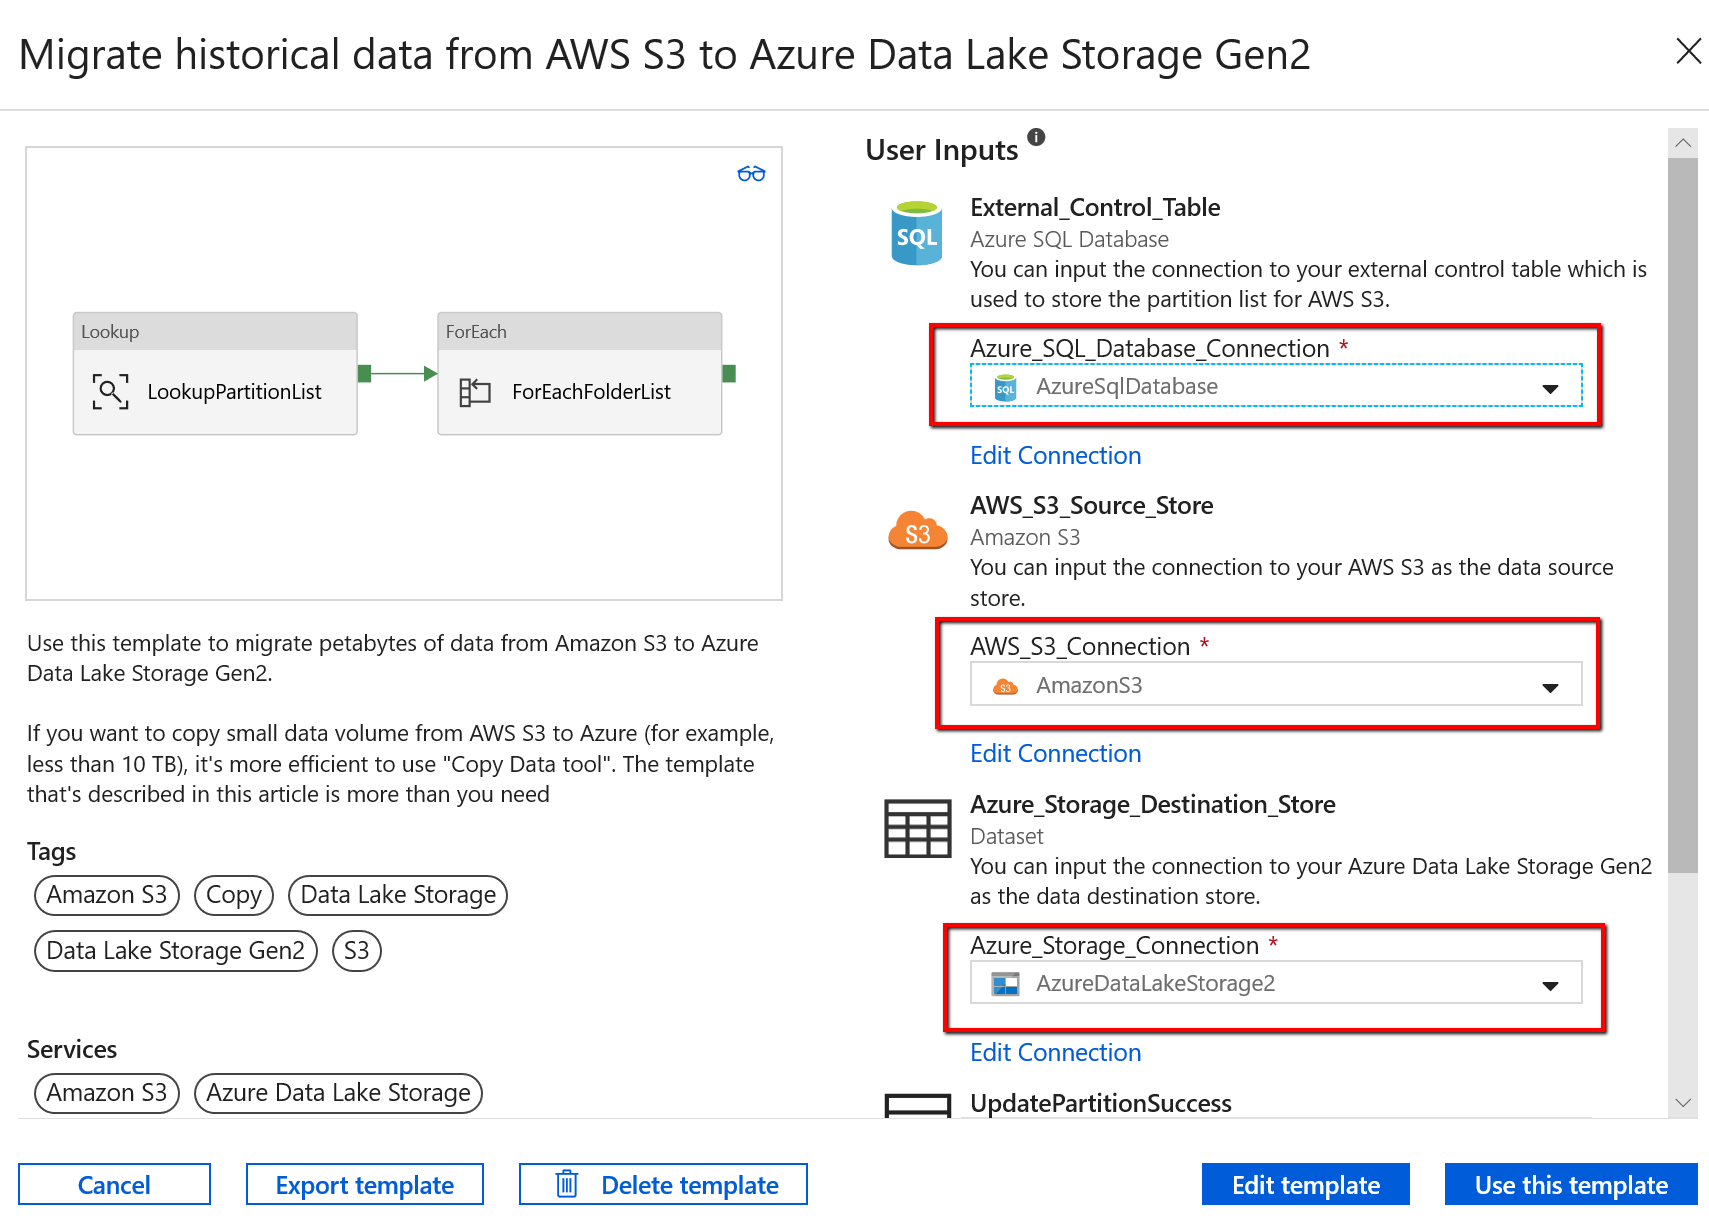 Migrate historical data from AWS S3 to Azure Data Lake Storage Gen2
Lookup
LookupPartitionList
ForEach
ForEachFolderList
Use this template to migrate petabytes of data from Amazon S3 to Azure
Data Lake Storage Gen2.
If you want to copy small data volume from AWS S3 to Azure (for example,
less than 10 TB), it's more efficient to use "Copy Data tool". The template
that's described in this article is more than you need
Tags
Amazon S3
Copy
Data Lake Storage
Data Lake Storage Gen2
S3
Services
Amazon S3
Azure Data Lake Storage
User Inputs
i
SQL
External_Control_Table
Azure SQL Database
You can input the connection to your external control table which is
used to store the partition list for AWS S3.
Azure_SQL_Database_Connection *
SQL
AzureSqlDatabase
Edit Connection
S3
AWS_S3_Source_Store
Amazon S3
You can input the connection to your AWS S3 as the data source
store.
AWS_S3_Connection *
S3
AmazonS3
Edit Connection
Azure_Storage_Destination_Store
Dataset
You can input the connection to your Azure Data Lake Storage Gen2
as the data destination store.
Azure_Storage_Connection *
AzureDataLakeStorage2
Edit Connection
UpdatePartitionSuccess
Cancel
Export template
Delete template
Edit template
Use this template